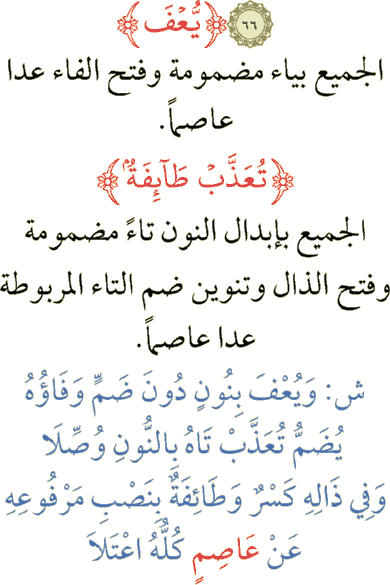 ٦٦ ﴿يُعۡفَ﴾
الجميع بياء مضمومة وفتح الفاء عدا
عاصماً.
﴿تُعَذَّبۡ طَآئِفَةُۢ﴾
الجميع بإبدال النون تاءً مضمومة
وفتح الذال وتنوين ضم التاء المربوطة
عدا عاصماً.
ش: وَيُعْفَ بِنُونٍ دُونَ ضَمٍّ وَفَاؤُهُ
يُضَمُّ تُعَذَّبْ تَاهُ بِالنُّونِ وُصِّلَا
وَفِي ذَالِهِ كَسْرٌ وَطَائِفَةٌ بِنَصْبِ مَرْفُوعِهِ
عَنْ عَاصِمٍ كُلُّهُ اعْتَلَا